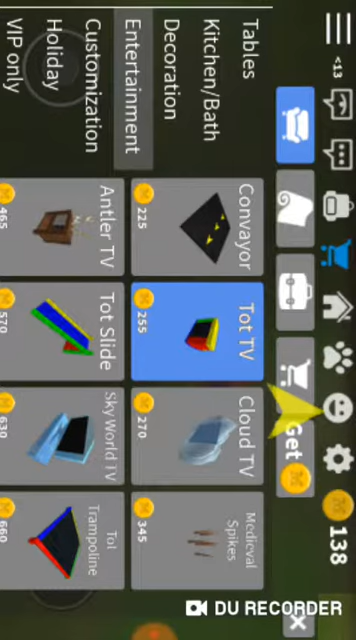 <13
138
Get
Tables
Kitchen/Bath
Decoration
Entertainment
Customization
Holiday
VIP only
Convayor
225
Tot TV
255
Cloud TV
270
Medieval
Spikes
345
Antler TV
465
Tot Slide
570
Sky World TV
630
Tot
Trampoline
660
DU RECORDER